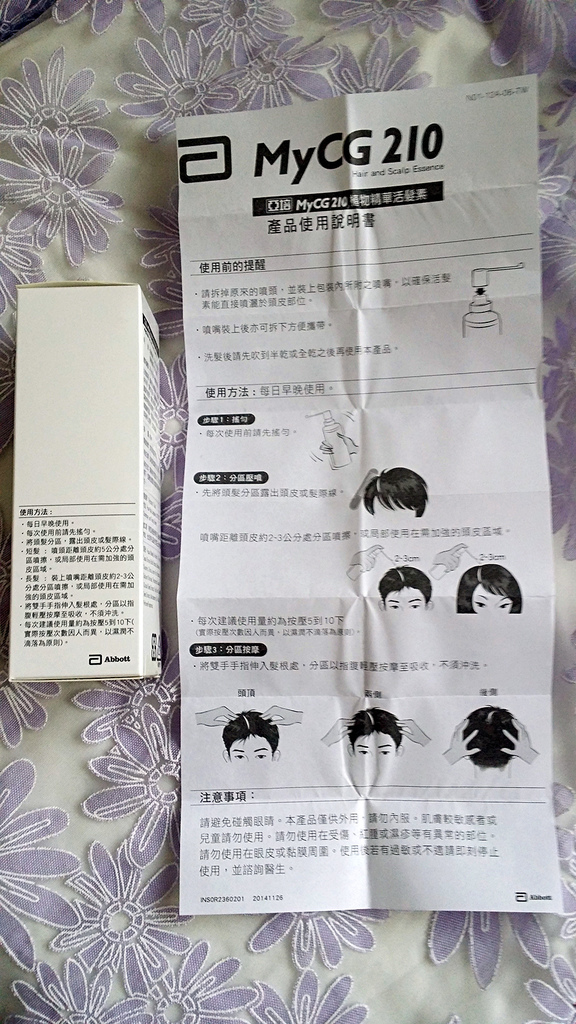 N01-12A-06-TW
MyCG 210
Hair and Scalp Essence
MyCG 210 植物精華活髮素
產品使用說明書
使用前的提醒
・請拆掉原來的噴頭，並裝上包裝內所附之噴嘴，以確保活髮
素能直接噴灑於頭皮部位。
・噴嘴裝上後亦可拆下方便攜帶。
・洗髮後請先吹到半乾或全乾之後再使用本產品。
使用方法：每日早晚使用。
步驟1：搖勻
・每次使用前請先搖勻。
步驟2：分區壓噴
・先將頭髮分區露出頭皮或髮際線。
噴嘴距離頭皮約2-3公分處分區噴擦，或局部使用在需加強的頭皮區域。
2-3cm
2-3cm
・每次建議使用量約為按壓5到10下
(實際按壓次數因人而異，以濕潤不滴落為原則)。
步驟3：分區按摩
・將雙手手指伸入髮根處，分區以指腹輕壓按摩至吸收，不須沖洗。
頭頂
兩側
後側
注意事項：
請避免碰觸眼睛。本產品僅供外用，請勿內服。肌膚較敏感者或
兒童請勿使用。請勿使用在受傷、紅腫或濕疹等有異常的部位。
請勿使用在眼皮或黏膜周圍。使用後若有過敏或不適請即刻停止
使用，並諮詢醫生。
INS0R2360201 20141126
Abbott
使用方法：
・每日早晚使用。
・每次使用前請先搖勻。
・將頭髮分區，露出頭皮或髮際線。
短髮：噴頭距離頭皮約5公分處分
區噴擦，或局部使用在需加強的頭
皮區域。
・長髮：裝上噴嘴距離頭皮約2-3公
分處分區噴擦，或局部使用在需加
強的頭皮區域。
・將雙手手指伸入髮根處，分區以指
腹輕壓按摩至吸收，不須沖洗。
・每次建議使用量約為按壓5到10下(
實際按壓次數因人而異，以濕潤不
滴落為原則)。
Abbott